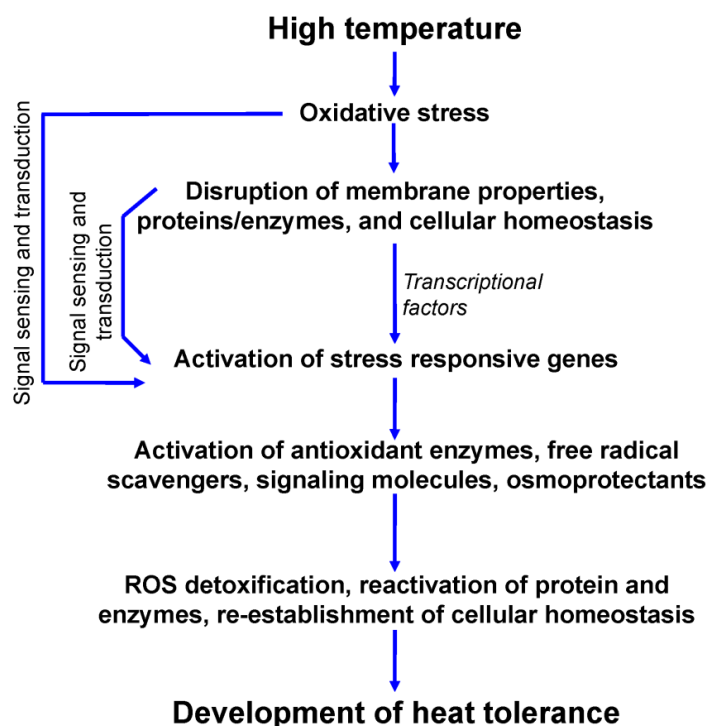 High temperature
Oxidative stress
Signal sensing and transduction
Disruption of membrane properties,
proteins/enzymes, and cellular homeostasis
Signal sensing and
transduction
Transcriptional
factors
Activation of stress responsive genes
Activation of antioxidant enzymes, free radical
scavengers, signaling molecules, osmoprotectants
ROS detoxification, reactivation of protein and
enzymes, re-establishment of cellular homeostasis
Development of heat tolerance